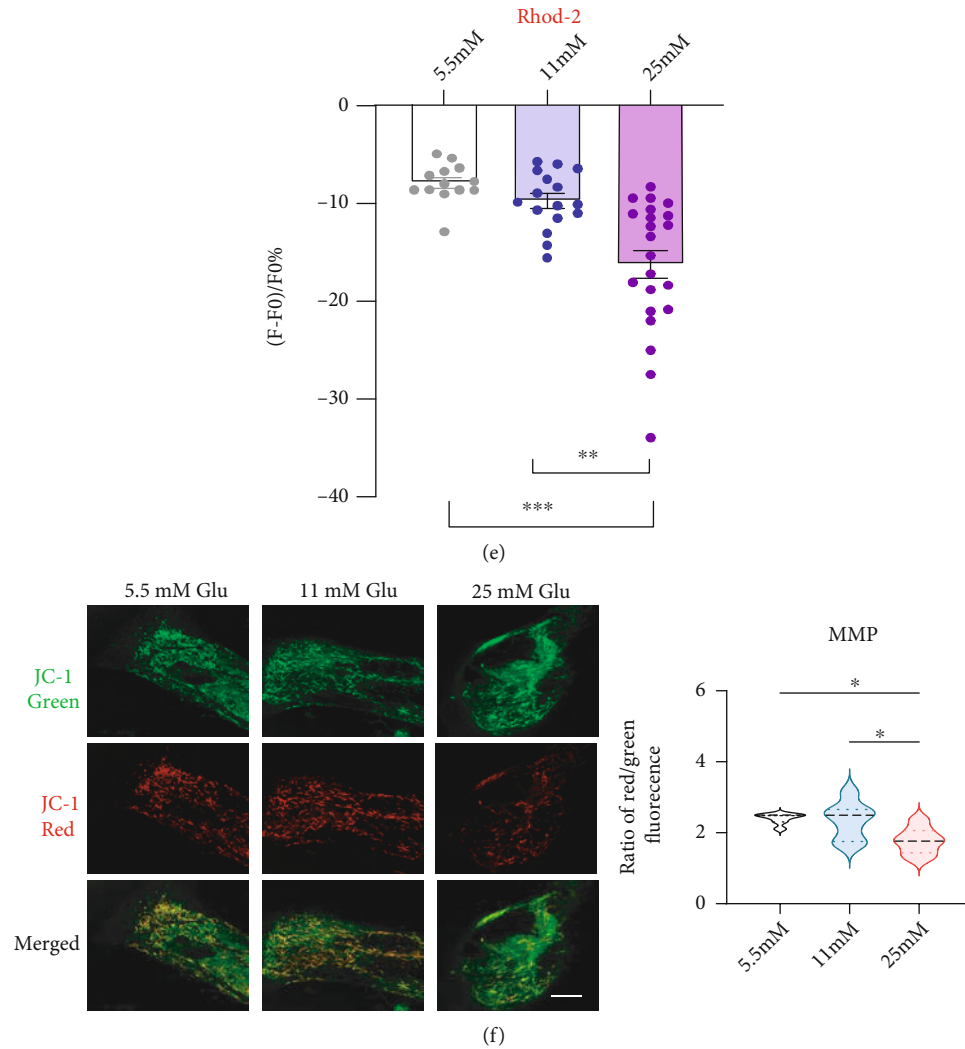 Rhod-2
5.5mM
11mM
25mM
0
−10
−20
−30
−40
(F-F0)/F0%
**
***
(e)
5.5 mM Glu
11 mM Glu
25 mM Glu
JC-1
Green
JC-1
Red
Merged
MMP
Ratio of red/green
fluorecence
6
4
2
0
*
*
5.5mM
11mM
25mM
(f)